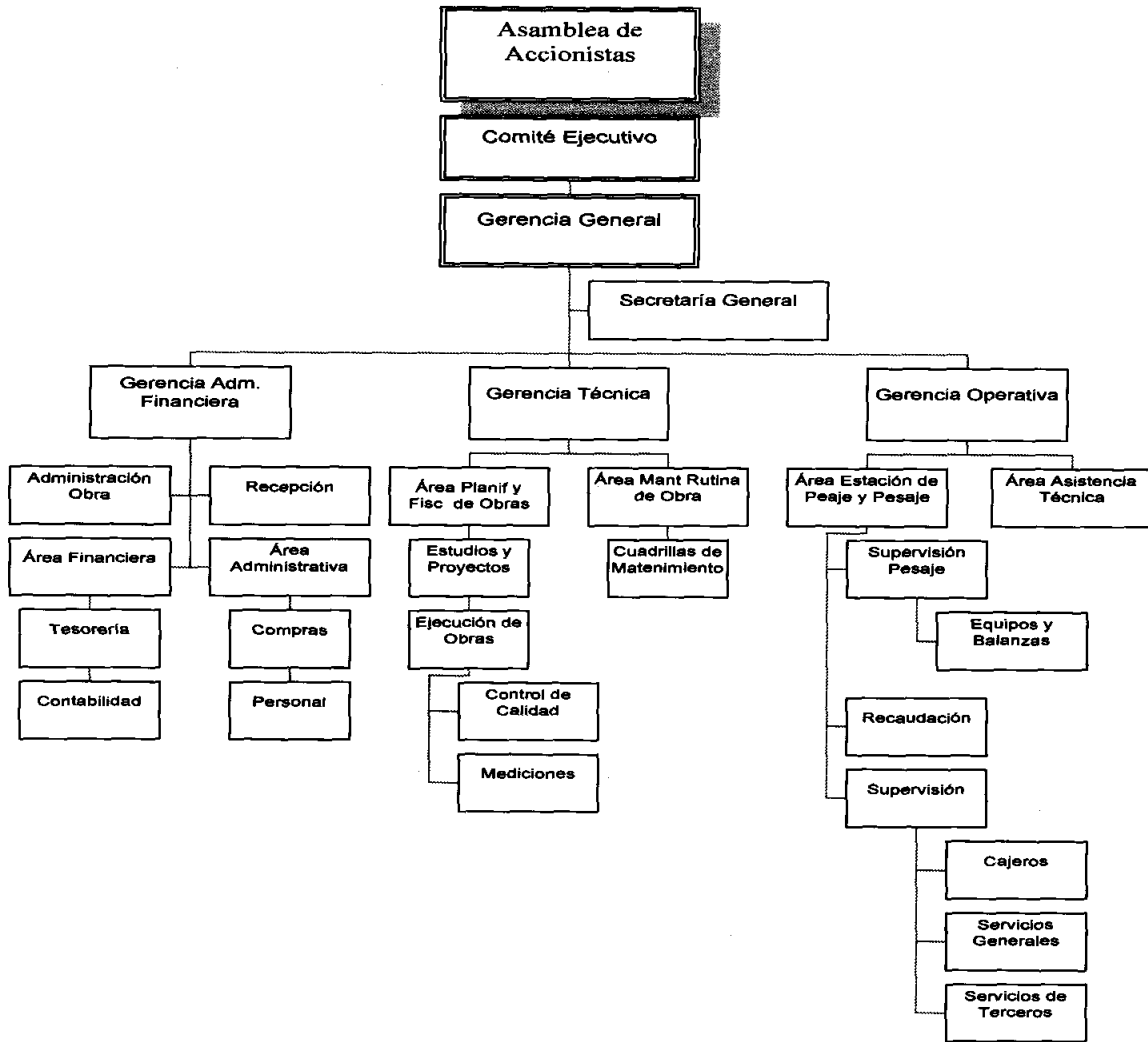 Asamblea de
Accionistas
Comité Ejecutivo
Gerencia General
Secretaría General
Gerencia Adm.
Financiera
Gerencia Técnica
Gerencia Operativa
Administración
Obra
Recepción
Área Planif y
Fisc de Obras
Área Mant Rutina
de Obra
Área Estación de
Peaje y Pesaje
Área Asistencia
Técnica
Área Financiera
Área
Administrativa
Estudios y
Proyectos
Cuadrillas de
Matenimiento
Supervisión
Pesaje
Tesorería
Compras
Ejecución de
Obras
Equipos y
Balanzas
Contabilidad
Personal
Control de
Calidad
Recaudación
Mediciones
Supervisión
Cajeros
Servicios
Generales
Servicios de
Terceros